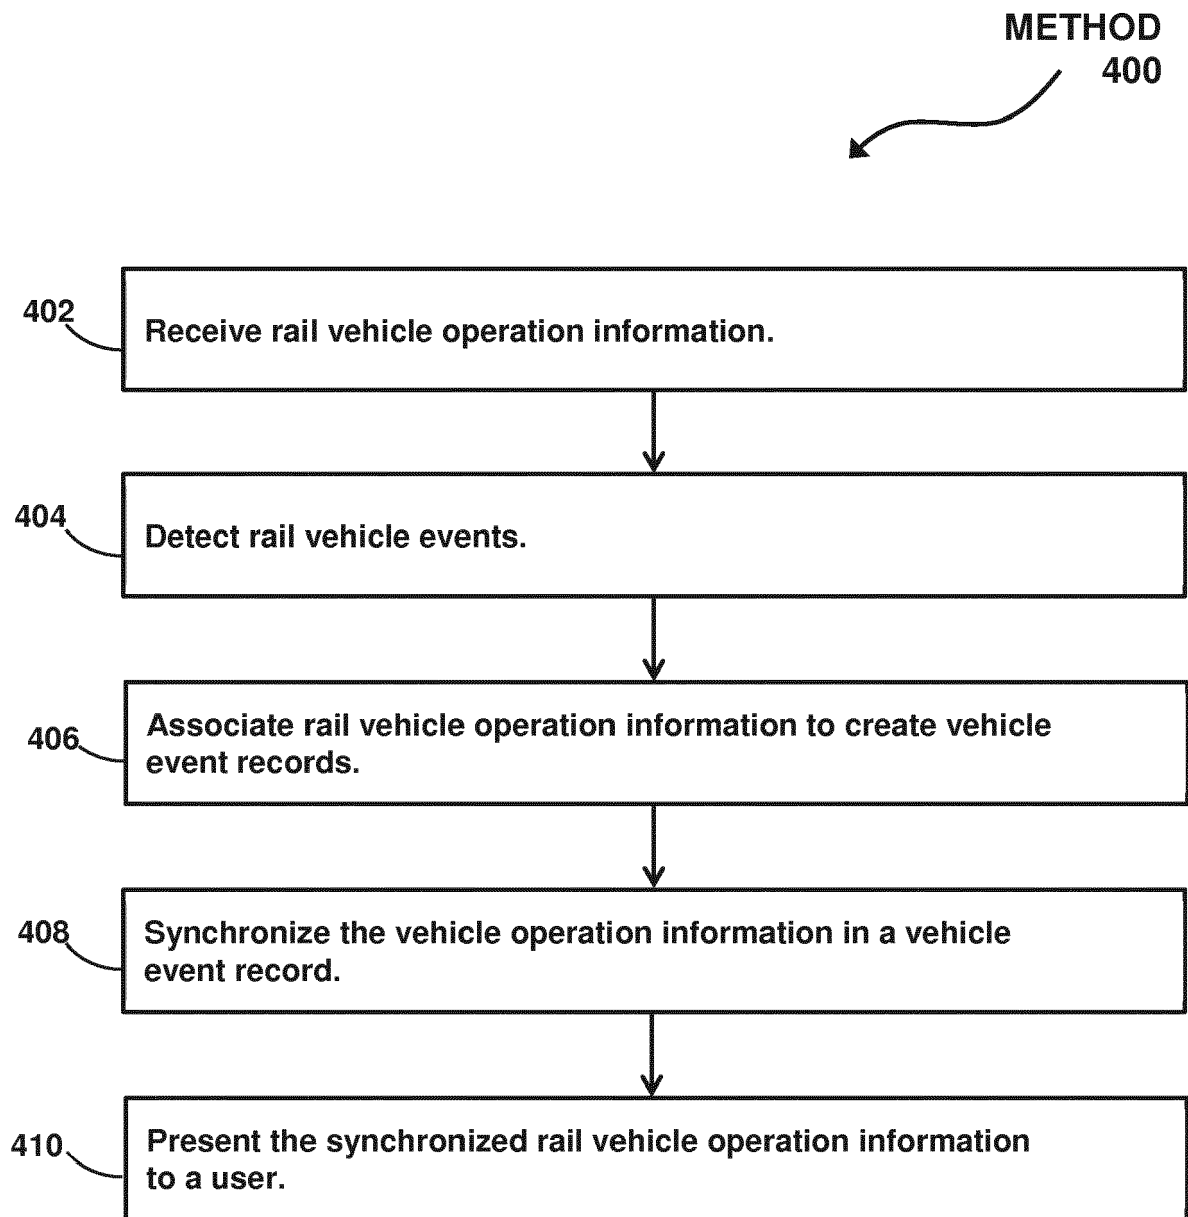 METHOD
400
402
Receive rail vehicle operation information.
404
Detect rail vehicle events.
406
Associate rail vehicle operation information to create vehicle
event records.
408
Synchronize the vehicle operation information in a vehicle
event record.
410
Present the synchronized rail vehicle operation information
to a user.